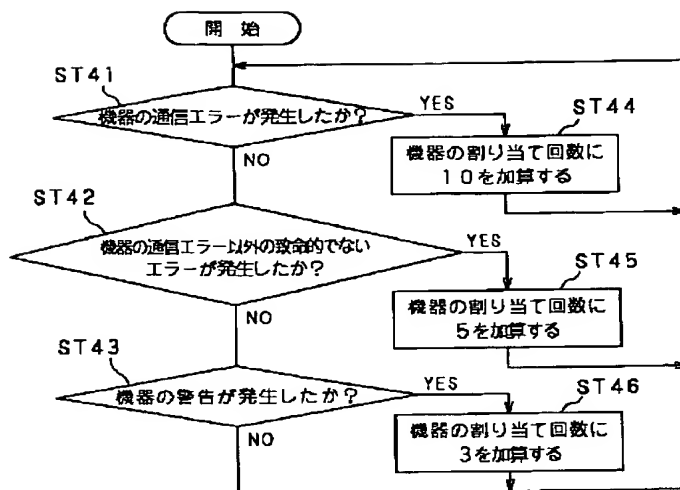 開始
ST41
機器の通信エラーが発生したか?
YES
ST44
機器の割り当て回数に
10を加算する
NO
ST42
機器の通信エラー以外の致命的でない
エラーが発生したか?
YES
ST45
機器の割り当て回数に
5を加算する
NO
ST43
機器の警告が発生したか?
YES
ST46
機器の割り当て回数に
3を加算する
NO